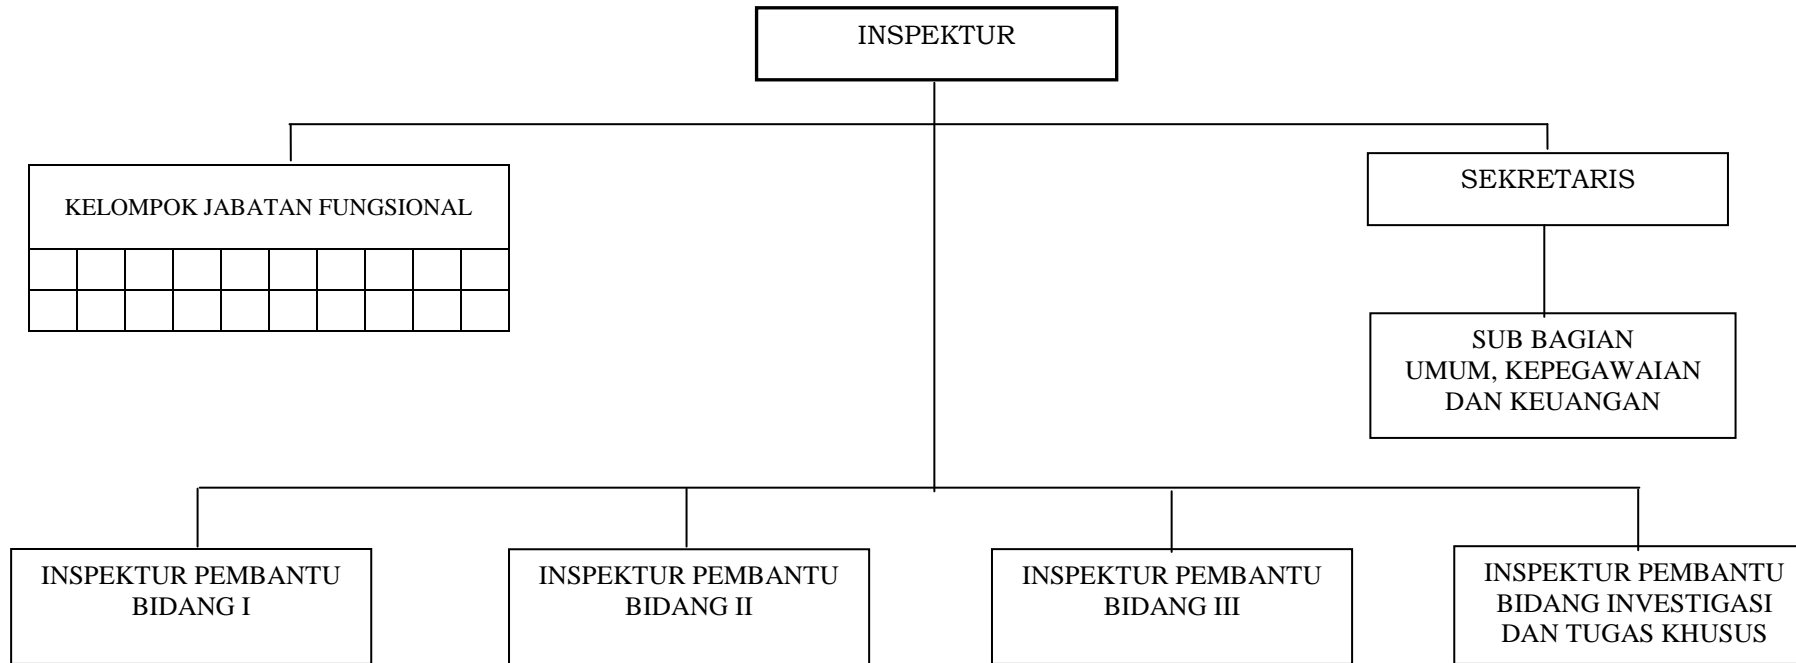 INSPEKTUR
KELOMPOK JABATAN FUNGSIONAL
SEKRETARIS
SUB BAGIAN
UMUM, KEPEGAWAIAN
DAN KEUANGAN
INSPEKTUR PEMBANTU
BIDANG I
INSPEKTUR PEMBANTU
BIDANG II
INSPEKTUR PEMBANTU
BIDANG III
INSPEKTUR PEMBANTU
BIDANG INVESTIGASI
DAN TUGAS KHUSUS